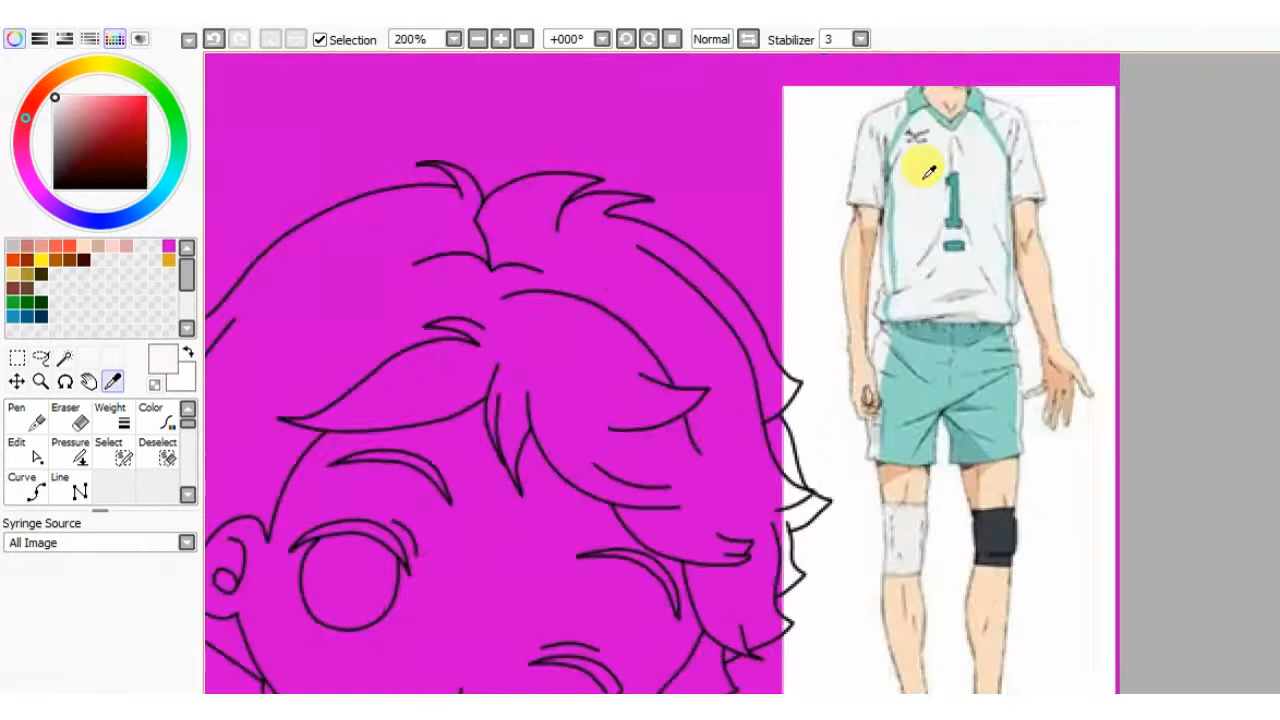 Selection 200% +000° Normal Stabilizer 3
Pen Eraser Weight Color
Edit Pressure Select Deselect
Curve Line
Syringe Source
All Image
1